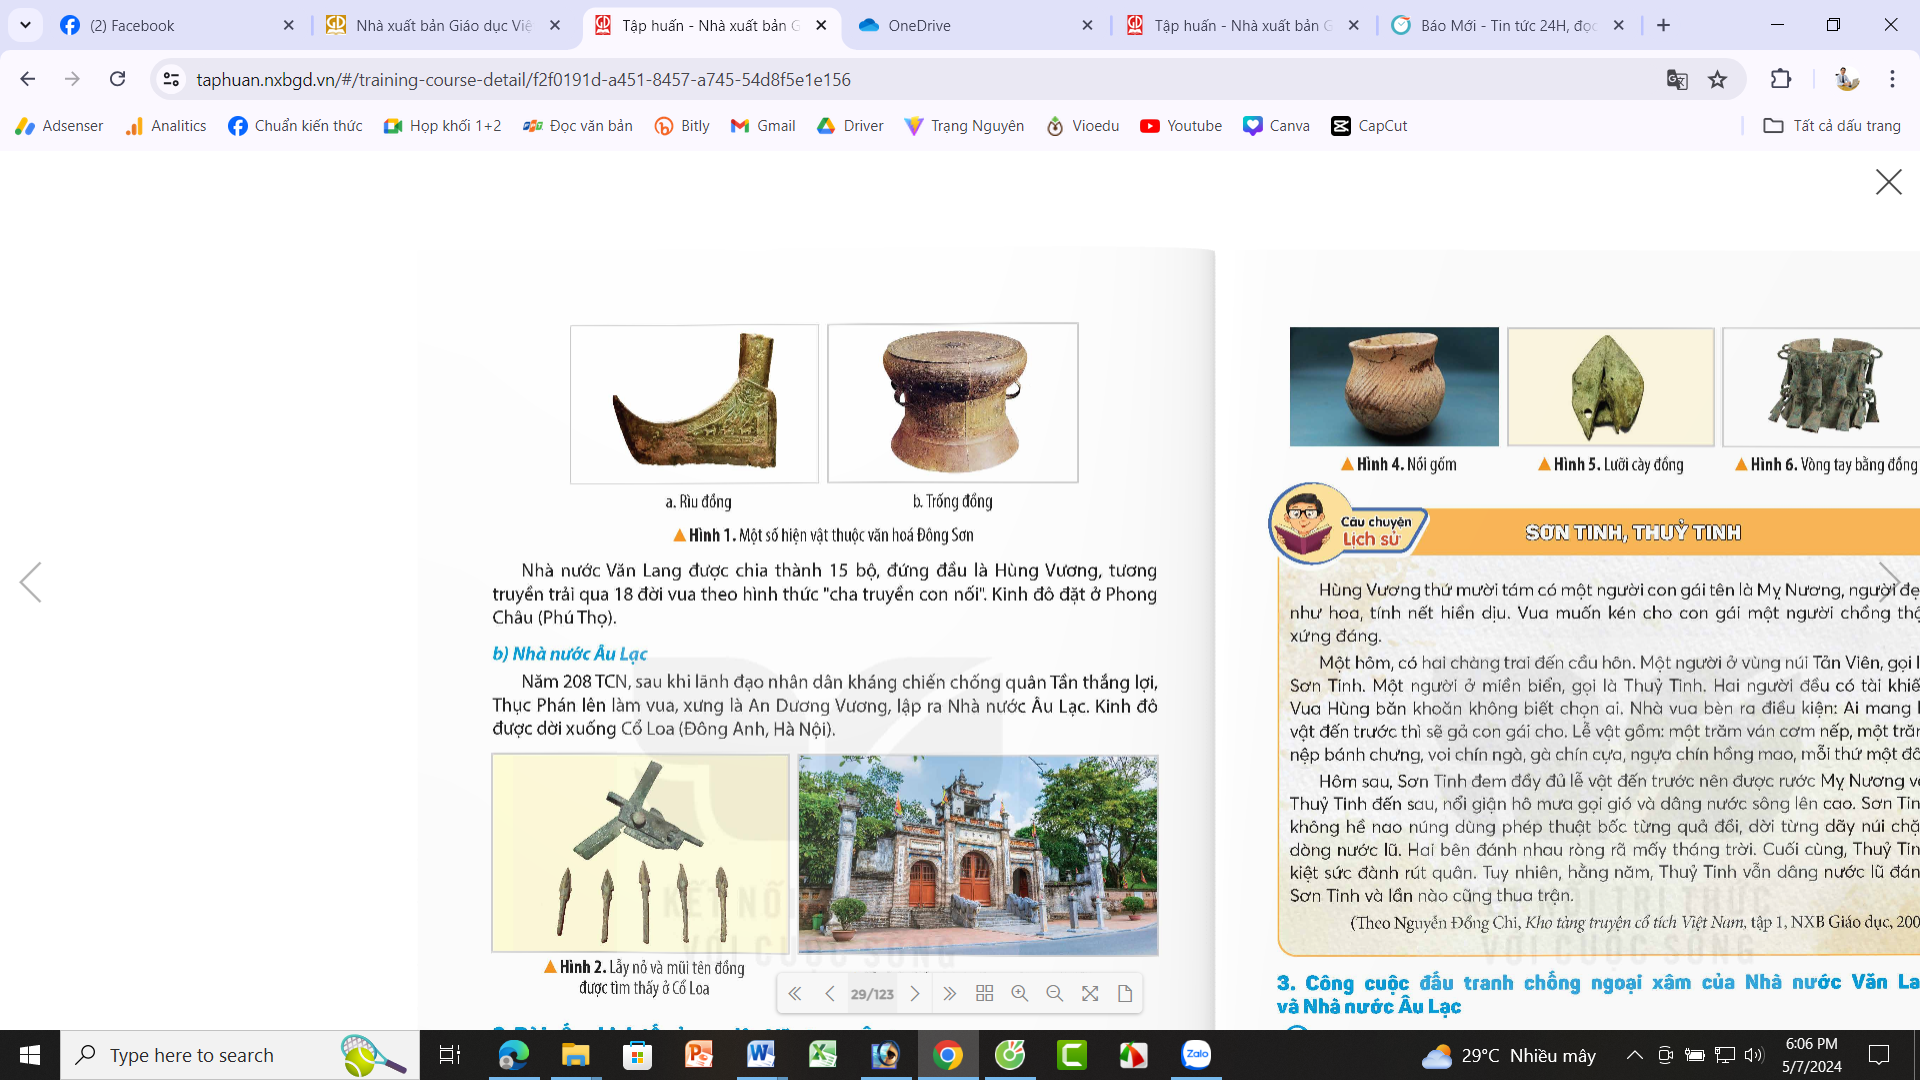 (2) Facebook
Nhà xuất bản Giáo dục Việ
Tập huấn - Nhà xuất bản G
OneDrive
Tập huấn - Nhà xuất bản G
Báo Mới - Tin tức 24H, đọc
taphuan.nxbgd.vn/#/training-course-detail/f2f0191d-a451-8457-a745-54d8f5e1e156
Adsenser Analitics Chuẩn kiến thức Họp khối 1+2 Đọc văn bản Bitly Gmail Driver Trạng Nguyên Vioedu Youtube Canva CapCut Tất cả dấu trang
a. Rìu đồng
b. Trống đồng
▲ Hình 1. Một số hiện vật thuộc văn hoá Đông Sơn
Nhà nước Văn Lang được chia thành 15 bộ, đứng đầu là Hùng Vương, tương
truyền trải qua 18 đời vua theo hình thức "cha truyền con nối". Kinh đô đặt ở Phong
Châu (Phú Thọ).
b) Nhà nước Âu Lạc
Năm 208 TCN, sau khi lãnh đạo nhân dân kháng chiến chống quân Tần thắng lợi,
Thục Phán lên làm vua, xưng là An Dương Vương, lập ra Nhà nước Âu Lạc. Kinh đô
được dời xuống Cổ Loa (Đông Anh, Hà Nội).
▲ Hình 2. Lẫy nỏ và mũi tên đồng
được tìm thấy ở Cổ Loa
29/123
▲ Hình 4. Nồi gốm
▲ Hình 5. Lưỡi cày đồng
▲ Hình 6. Vòng tay bằng đồng
Câu chuyện
Lịch sử
SƠN TINH, THUỶ TINH
Hùng Vương thứ mười tám có một người con gái tên là Mỵ Nương, người đẹ
như hoa, tính nết hiền dịu. Vua muốn kén cho con gái một người chồng thậ
xứng đáng.
Một hôm, có hai chàng trai đến cầu hôn. Một người ở vùng núi Tản Viên, gọi l
Sơn Tinh. Một người ở miền biển, gọi là Thuỷ Tinh. Hai người đều có tài khiế
Vua Hùng băn khoăn không biết chọn ai. Nhà vua bèn ra điều kiện: Ai mang l
vật đến trước thì sẽ gả con gái cho. Lễ vật gồm: một trăm ván cơm nếp, một tră
nệp bánh chưng, voi chín ngà, gà chín cựa, ngựa chín hồng mao, mỗi thứ một đô
Hôm sau, Sơn Tinh đem đầy đủ lễ vật đến trước nên được rước Mỵ Nương về
Thuỷ Tinh đến sau, nổi giận hô mưa gọi gió và dâng nước sông lên cao. Sơn Tin
không hề nao núng dùng phép thuật bốc từng quả đồi, dời từng dãy núi chặ
dòng nước lũ. Hai bên đánh nhau ròng rã mấy tháng trời. Cuối cùng, Thuỷ Tin
kiệt sức đành rút quân. Tuy nhiên, hằng năm, Thuỷ Tinh vẫn dâng nước lũ đán
Sơn Tinh và lần nào cũng thua trận.
(Theo Nguyễn Đổng Chi, Kho tàng truyện cổ tích Việt Nam, tập 1, NXB Giáo dục, 200
3. Công cuộc đấu tranh chống ngoại xâm của Nhà nước Văn La
và Nhà nước Âu Lạc
VỚI CUỘC SỐNG
TRI THỨC
VỚI CUỘC SỐNG
Type here to search
Zalo
29°C Nhiều mây
6:06 PM
5/7/2024